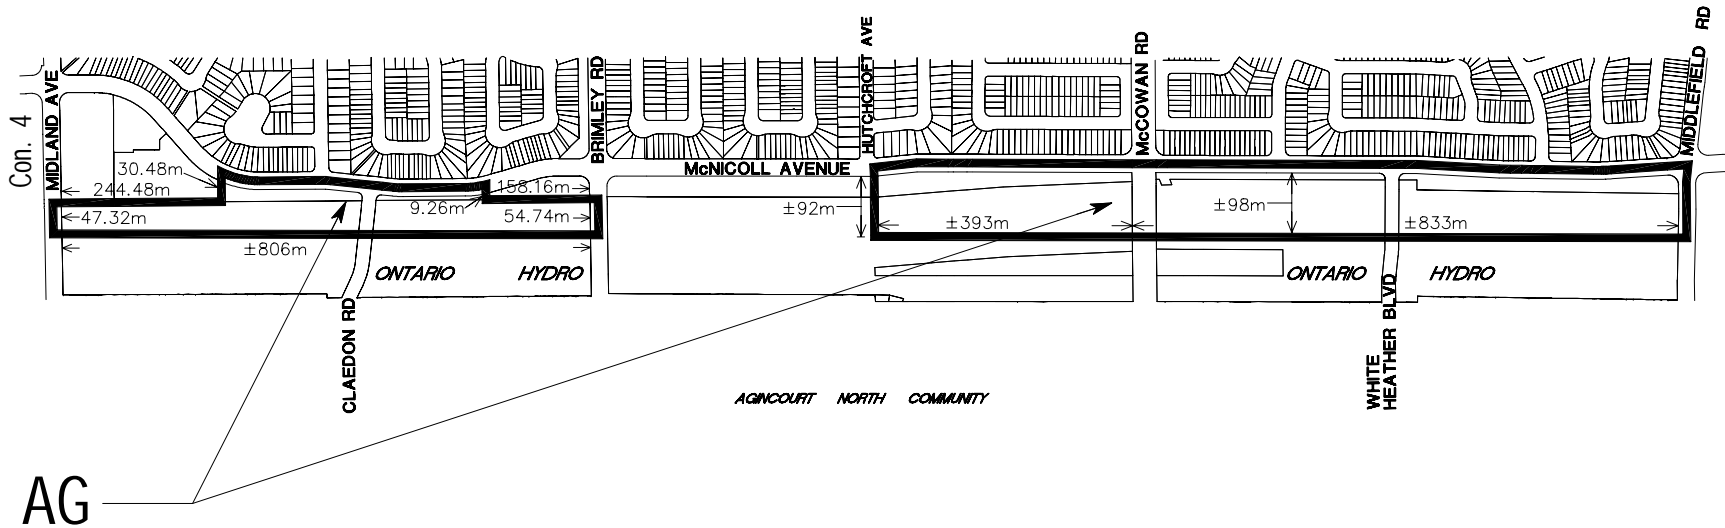 Con. 4
MIDLAND AVE
BRIMLEY RD
HUTCHCROFT AVE
McCOWAN RD
MIDDLEFIELD RD
McNICOLL AVENUE
30.48m
244.48m
158.16m
9.26m
47.32m
54.74m
±806m
±92m
±393m
±98m
±833m
ONTARIO HYDRO
ONTARIO HYDRO
CLAEDON RD
WHITE
HEATHER BLVD
AGINCOURT NORTH COMMUNITY
AG